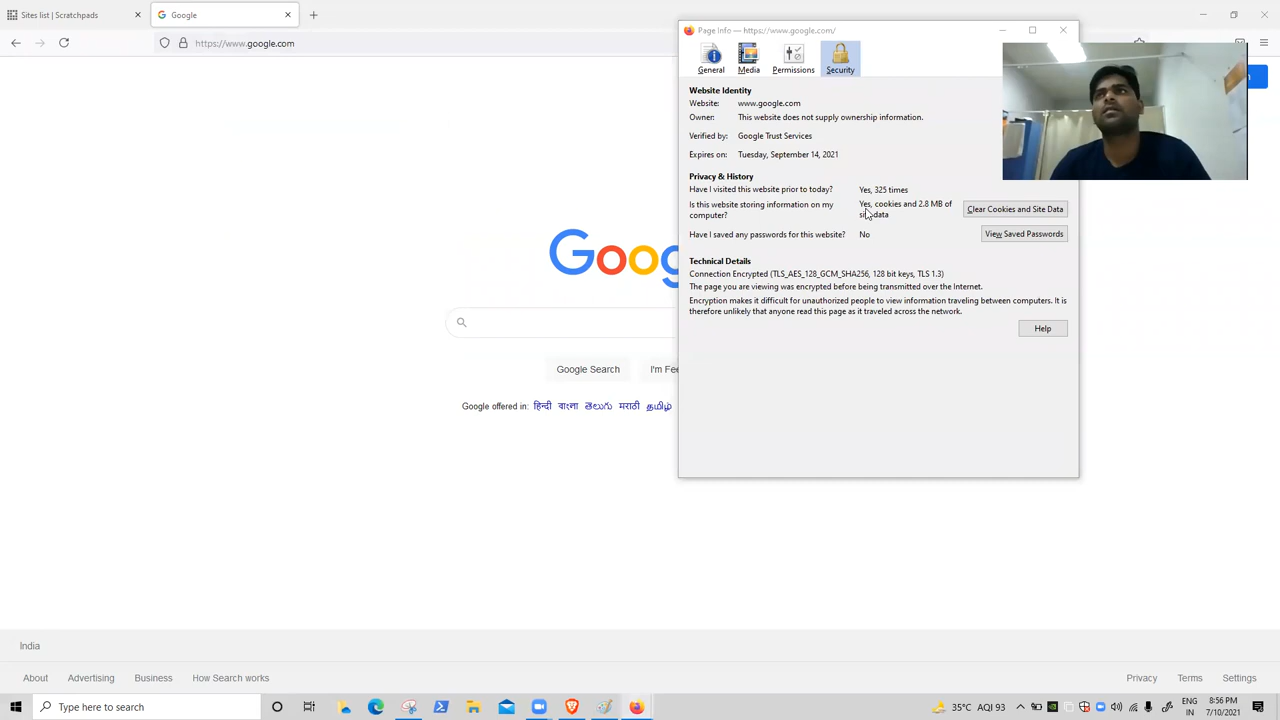 Sites list | Scratchpads
Google
https://www.google.com
Page Info — https://www.google.com/
General
Media
Permissions
Security
Website Identity
Website: www.google.com
Owner: This website does not supply ownership information.
Verified by: Google Trust Services
Expires on: Tuesday, September 14, 2021
Privacy & History
Have I visited this website prior to today? Yes, 325 times
Is this website storing information on my computer? Yes, cookies and 2.8 MB of site data
Clear Cookies and Site Data
Have I saved any passwords for this website? No
View Saved Passwords
Technical Details
Connection Encrypted (TLS_AES_128_GCM_SHA256, 128 bit keys, TLS 1.3)
The page you are viewing was encrypted before being transmitted over the Internet.
Encryption makes it difficult for unauthorized people to view information traveling between computers. It is
therefore unlikely that anyone read this page as it traveled across the network.
Help
Goog
Google Search
I'm Fee
Google offered in: हिन्दी বাংলা తెలుగు मराठी தமிழ்
India
About
Advertising
Business
How Search works
Privacy
Terms
Settings
Type here to search
35°C AQI 93
ENG
IN
8:56 PM
7/10/2021